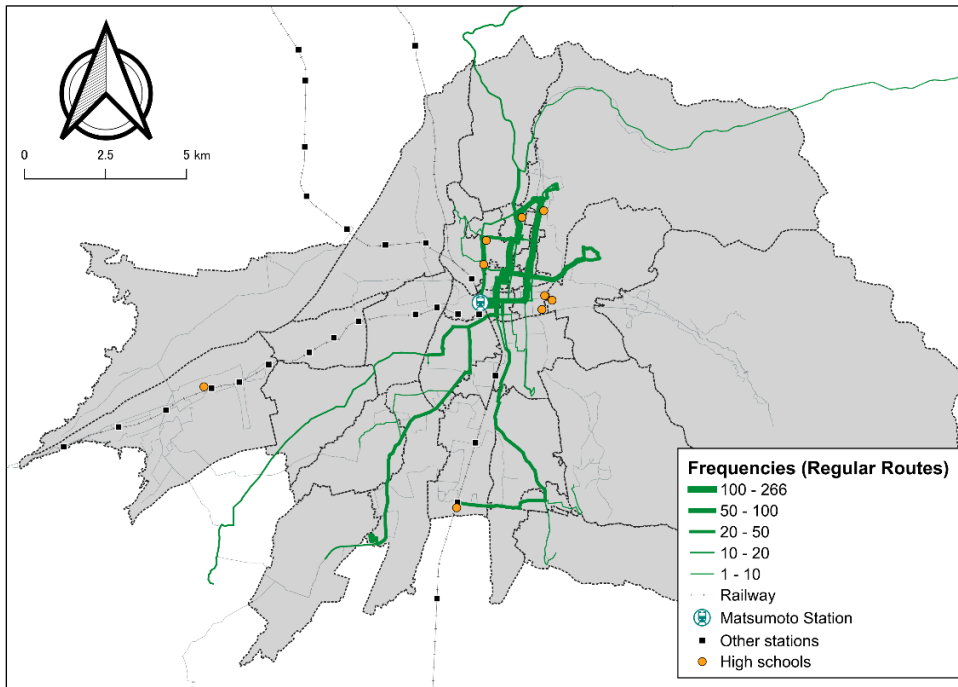 0 2.5 5 km
Frequencies (Regular Routes)
100 - 266
50 - 100
20 - 50
10 - 20
1 - 10
Railway
Matsumoto Station
Other stations
High schools